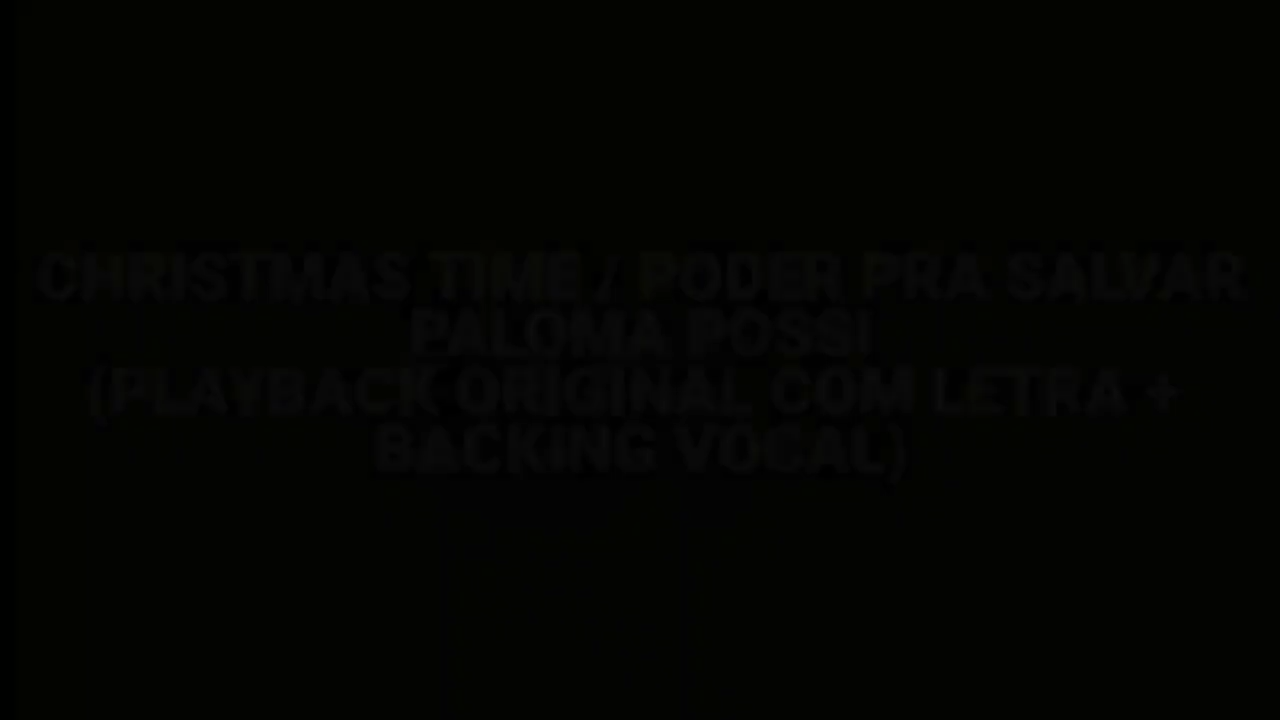 CHRISTMAS TIME / PODER PRA SALVAR
PALOMA POSSI
(PLAYBACK ORIGINAL COM LETRA +
BACKING VOCAL)